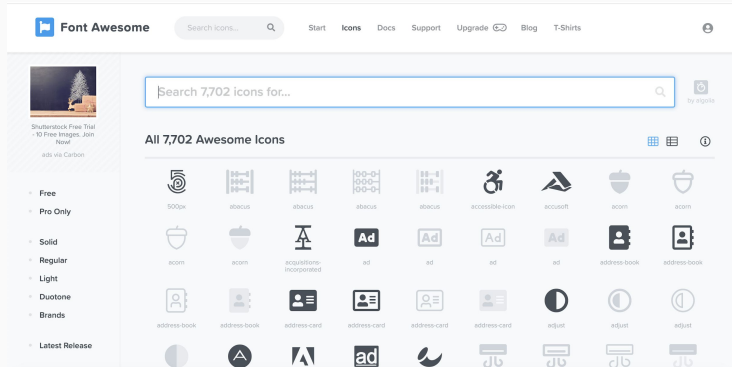 Font Awesome
Search icons...
Start Icons Docs Support Upgrade Blog T-Shirts
Shutterstock Free Trial
- 10 Free Images. Join
Now!
ads via Carbon
Search 7,702 icons for...
by algolia
All 7,702 Awesome Icons
Free
Pro Only
Solid
Regular
Light
Duotone
Brands
Latest Release
500px abacus abacus abacus abacus accessible-icon accusoft acorn acorn
Ad Ad Ad Ad
acorn acorn acquisitions-
incorporated ad ad ad ad address-book address-book
address-book address-book address-card address-card address-card address-card adjust adjust adjust
ad